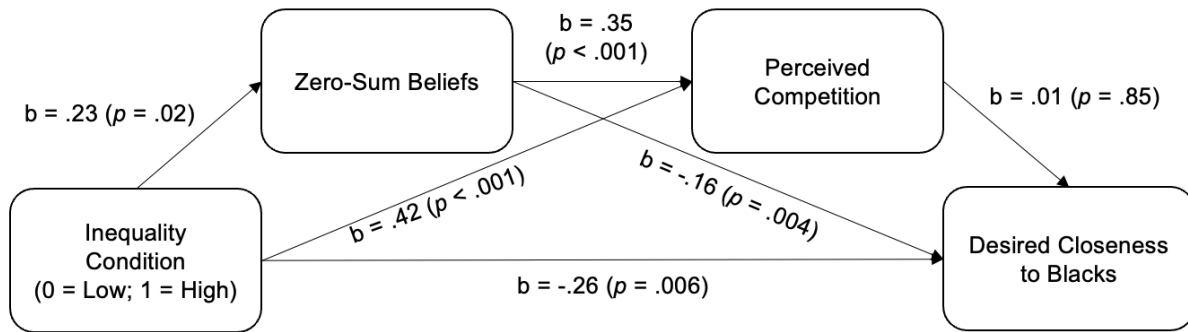 b = .35
(p < .001)
Zero-Sum Beliefs
Perceived
Competition
b = .23 (p = .02)
b = .01 (p = .85)
b = .42 (p < .001)
b = -.16 (p = .004)
Inequality
Condition
(0 = Low; 1 = High)
Desired Closeness
to Blacks
b = -.26 (p = .006)